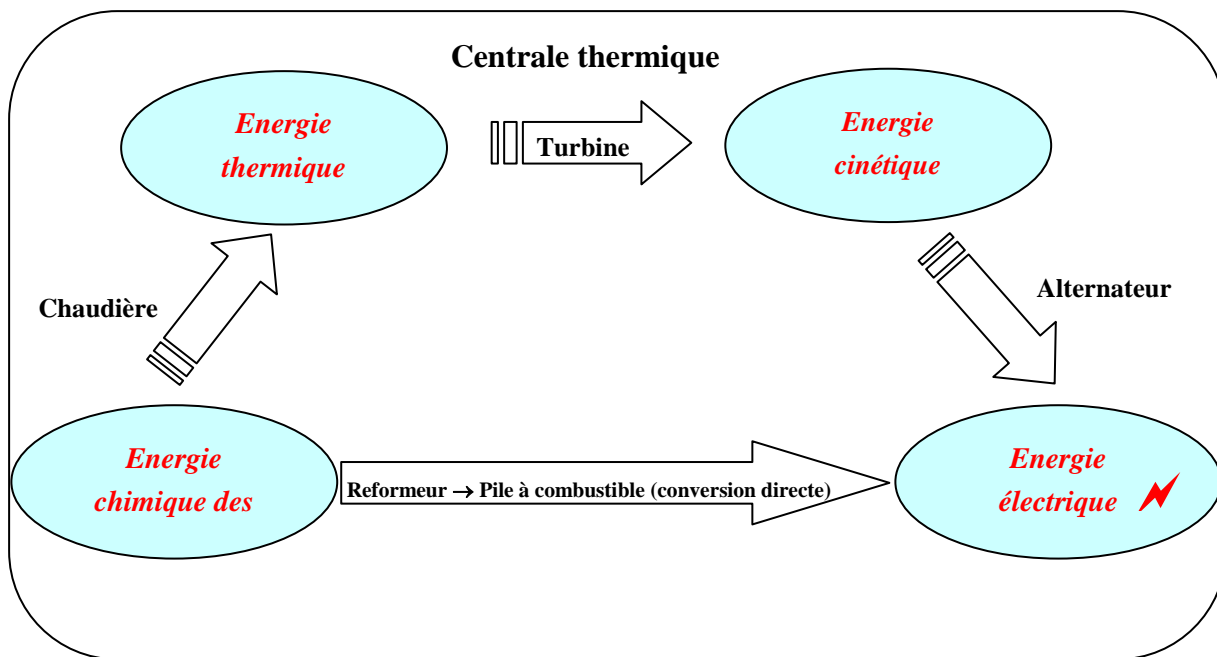 Centrale thermique
Energie
thermique
Turbine
Energie
cinétique
Chaudière
Alternateur
Energie
chimique des
Reformeur → Pile à combustible (conversion directe)
Energie
électrique